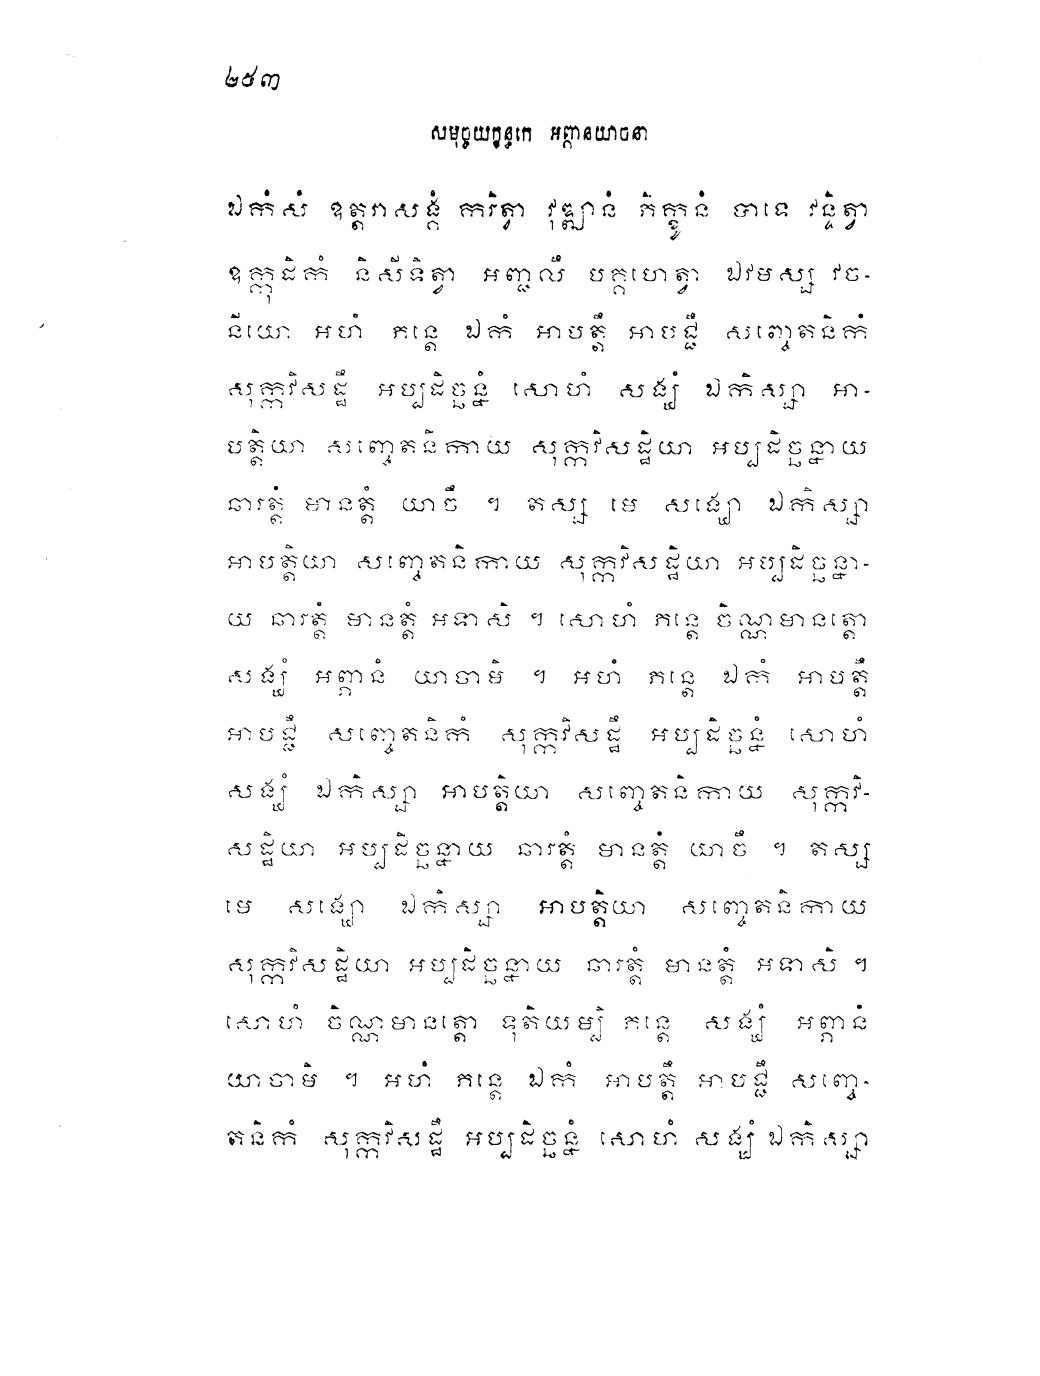 ២៥៣
សមុច្ចយក្ខន្ធកេ អព្ភានយាចនា
ឯកំសំ ឧត្តរាសង្គំ ករិត្វា វុឌ្ឍានំ ភិក្ខូនំ បាទេ វន្ទិត្វា
ឧក្កុដិកំ និសីទិត្វា អញ្ជលឹ បគ្គហេត្វា ឯវមស្ស វច-
នីយោ អហំ ភន្តេ ឯកំ អាបត្តឹ អាបជ្ជឹ សញ្ចេតនិកំ
សុក្កវិសដ្ឋឹ អប្បដិច្ឆន្នំ សោហំ សង្ឃំ ឯកិស្សា អា-
បត្តិយា សញ្ចេតនិកាយ សុក្កវិសដ្ឋិយា អប្បដិច្ឆន្នាយ
ឆារត្តំ មានត្តំ យាចឹ ។ តស្ស មេ សង្ឃោ ឯកិស្សា
អាបត្តិយា សញ្ចេតនិកាយ សុក្កវិសដ្ឋិយា អប្បដិច្ឆន្នា-
យ ឆារត្តំ មានត្តំ អទាសិ ។ សោហំ ភន្តេ ចិណ្ណមានត្តោ
សង្ឃំ អព្ភានំ យាចាមិ ។ អហំ ភន្តេ ឯកំ អាបត្តឹ
អាបជ្ជឹ សញ្ចេតនិកំ សុក្កវិសដ្ឋឹ អប្បដិច្ឆន្នំ សោហំ
សង្ឃំ ឯកិស្សា អាបត្តិយា សញ្ចេតនិកាយ សុក្កវិ-
សដ្ឋិយា អប្បដិច្ឆន្នាយ ឆារត្តំ មានត្តំ យាចឹ ។ តស្ស
មេ សង្ឃោ ឯកិស្សា អាបត្តិយា សញ្ចេតនិកាយ
សុក្កវិសដ្ឋិយា អប្បដិច្ឆន្នាយ ឆារត្តំ មានត្តំ អទាសិ ។
សោហំ ចិណ្ណមានត្តោ ទុតិយម្បិ ភន្តេ សង្ឃំ អព្ភានំ
យាចាមិ ។ អហំ ភន្តេ ឯកំ អាបត្តឹ អាបជ្ជឹ សញ្ចេ-
តនិកំ សុក្កវិសដ្ឋឹ អប្បដិច្ឆន្នំ សោហំ សង្ឃំ ឯកិស្សា